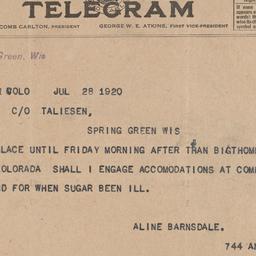 TELEGRAM
COMB CARLTON, PRESIDENT GEORGE W. E. ATKINS, FIRST VICE-PRESIDENT
Green, Wis
COLO JUL 28 1920
C/O TALIESEN,
SPRING GREEN WIS
LACE UNTIL FRIDAY MORNING AFTER THAN BIGTHOM
OLORADA SHALL I ENGAGE ACCOMODATIONS AT COM
D FOR WHEN SUGAR BEEN ILL.
ALINE BARNSDALE.
744 A